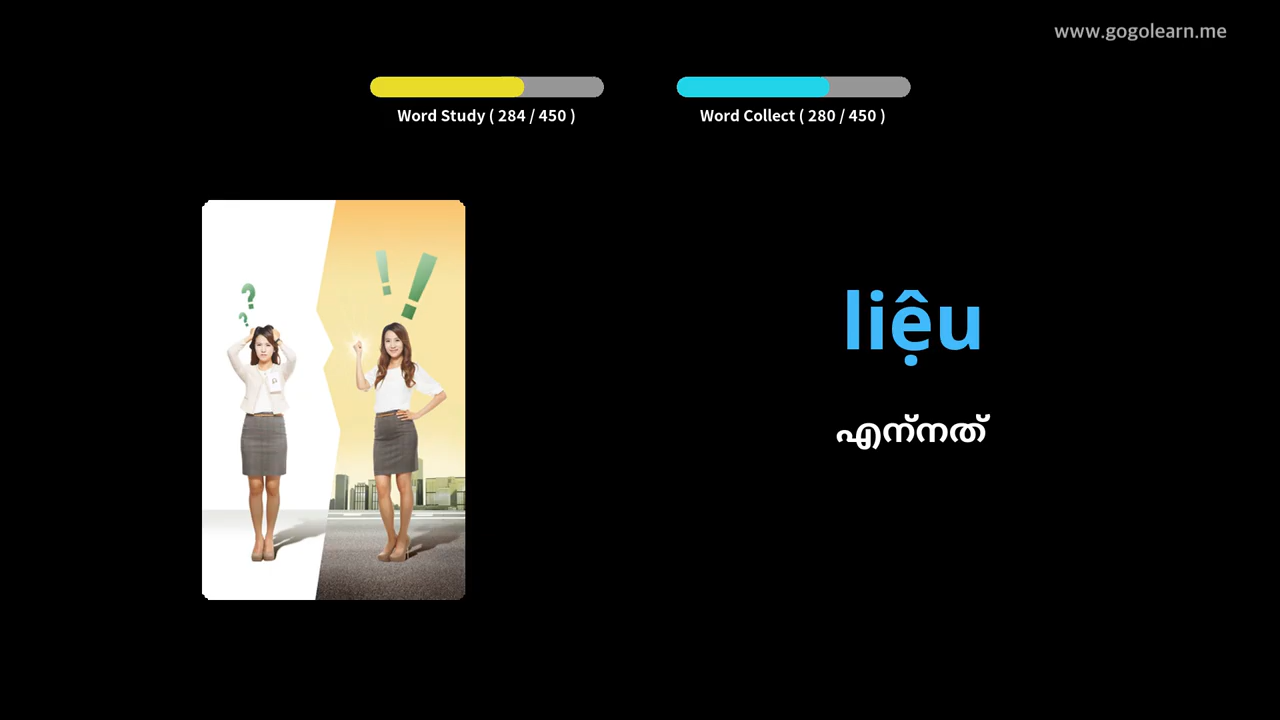 www.gogolearn.me
Word Study ( 284 / 450 )
Word Collect ( 280 / 450 )
? ! !
?
liệu
എന്നത്